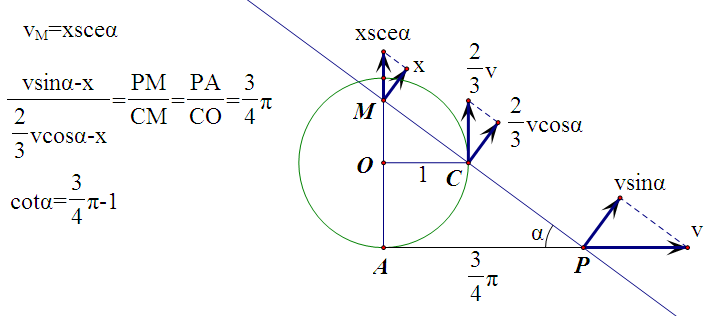 v_M=xsceα
(vsinα-x)/(2/3 vcosα-x)=PM/CM=PA/CO=3/4 π
cotα=3/4 π-1
xsceα
x
M
2/3 v
2/3 vcosα
O
1
C
vsinα
v
α
A
3/4 π
P